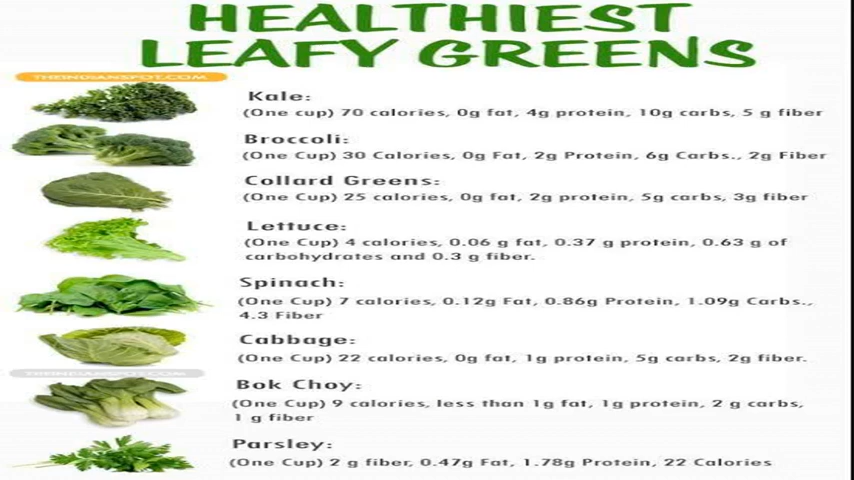 HEALTHIEST
LEAFY GREENS
THEINDIANSPOT.COM
Kale:
(One cup) 70 calories, 0g fat, 4g protein, 10g carbs, 5 g fiber
Broccoli:
(One Cup) 30 Calories, 0g Fat, 2g Protein, 6g Carbs., 2g Fiber
Collard Greens:
(One Cup) 25 calories, 0g fat, 2g protein, 5g carbs, 3g fiber
Lettuce:
(One Cup) 4 calories, 0.06 g fat, 0.37 g protein, 0.63 g of
carbohydrates and 0.3 g fiber.
Spinach:
(One Cup) 7 calories, 0.12g Fat, 0.86g Protein, 1.09g Carbs.,
4.3 Fiber
Cabbage:
(One Cup) 22 calories, 0g fat, 1g protein, 5g carbs, 2g fiber.
THEINDIANSPOT.COM
Bok Choy:
(One Cup) 9 calories, less than 1g fat, 1g protein, 2 g carbs,
1 g fiber
Parsley:
(One Cup) 2 g fiber, 0.47g Fat, 1.78g Protein, 22 Calories